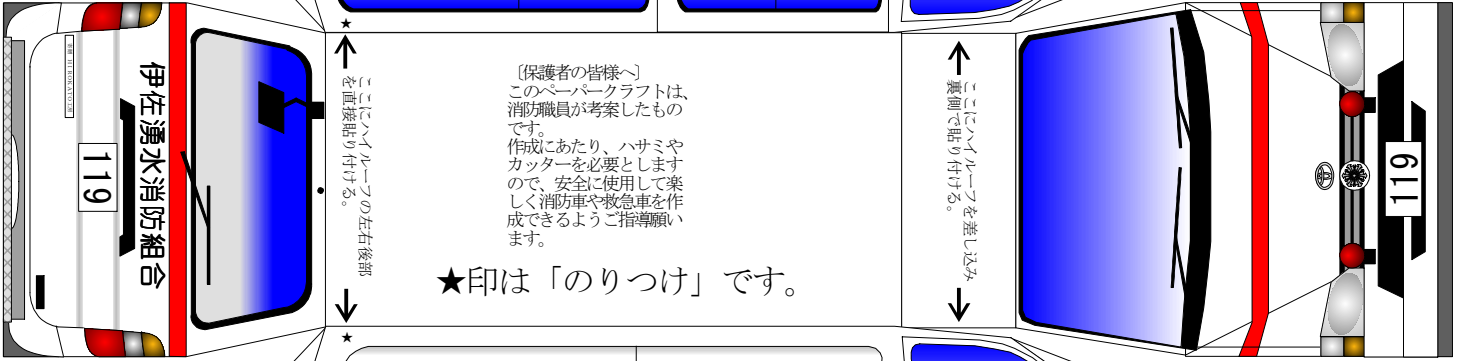 伊佐湧水消防組合
119
★
ここにハイルーフの左右後部
を直接貼り付ける。
★
［保護者の皆様へ］
このペーパークラフトは、
消防職員が考案したもの
です。
作成にあたり、ハサミや
カッターを必要とします
ので、安全に使用して楽
しく消防車や救急車を作
成できるようご指導願い
ます。
★印は「のりつけ」です。
ここにハイルーフを差し込み
裏側で貼り付ける。
119